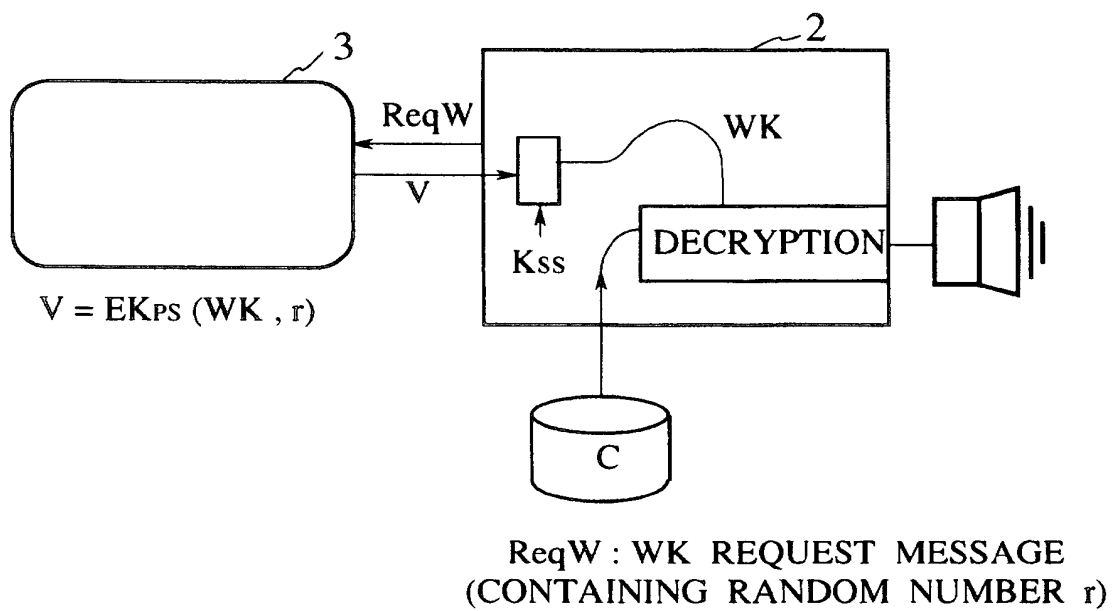 3
2
ReqW
WK
V
Kss
DECRYPTION
V = EKPS (WK , r)
C
ReqW : WK REQUEST MESSAGE
(CONTAINING RANDOM NUMBER r)